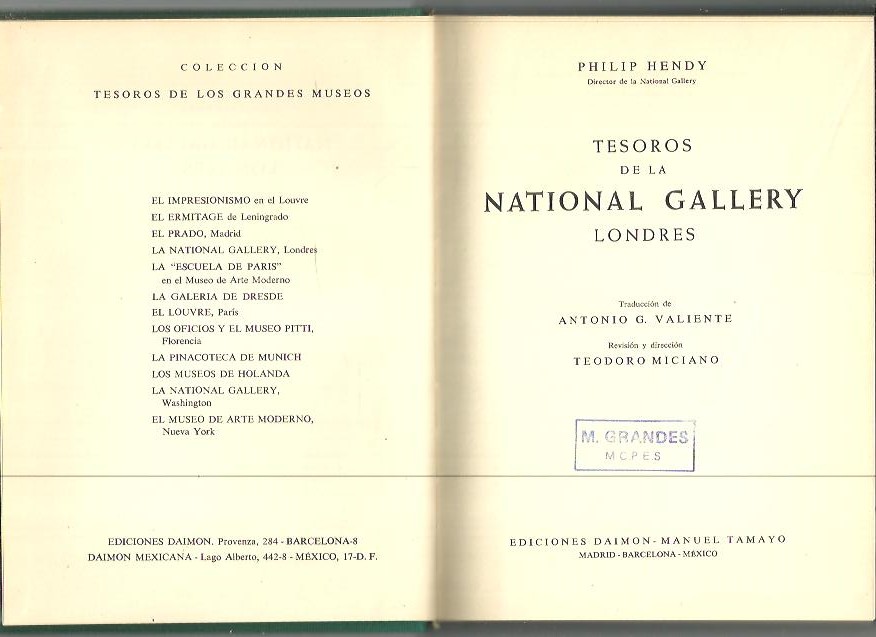 COLECCION
TESOROS DE LOS GRANDES MUSEOS
EL IMPRESIONISMO en el Louvre
EL ERMITAGE de Leningrado
EL PRADO, Madrid
LA NATIONAL GALLERY, Londres
LA "ESCUELA DE PARIS"
en el Museo de Arte Moderno
LA GALERIA DE DRESDE
EL LOUVRE, Paris
LOS OFICIOS Y EL MUSEO PITTI,
Florencia
LA PINACOTECA DE MUNICH
LOS MUSEOS DE HOLANDA
LA NATIONAL GALLERY,
Washington
EL MUSEO DE ARTE MODERNO,
Nueva York
EDICIONES DAIMON, Provenza, 284 - BARCELONA-8
DAIMON MEXICANA - Lago Alberto, 442-8 - MÉXICO, 17-D. F.
PHILIP HENDY
Director de la National Gallery
TESOROS
DE LA
NATIONAL GALLERY
LONDRES
Traducción de
ANTONIO G. VALIENTE
Revisión y dirección
TEODORO MICIANO
M. GRANDES
MCPES
EDICIONES DAIMON - MANUEL TAMAYO
MADRID - BARCELONA - MÉXICO